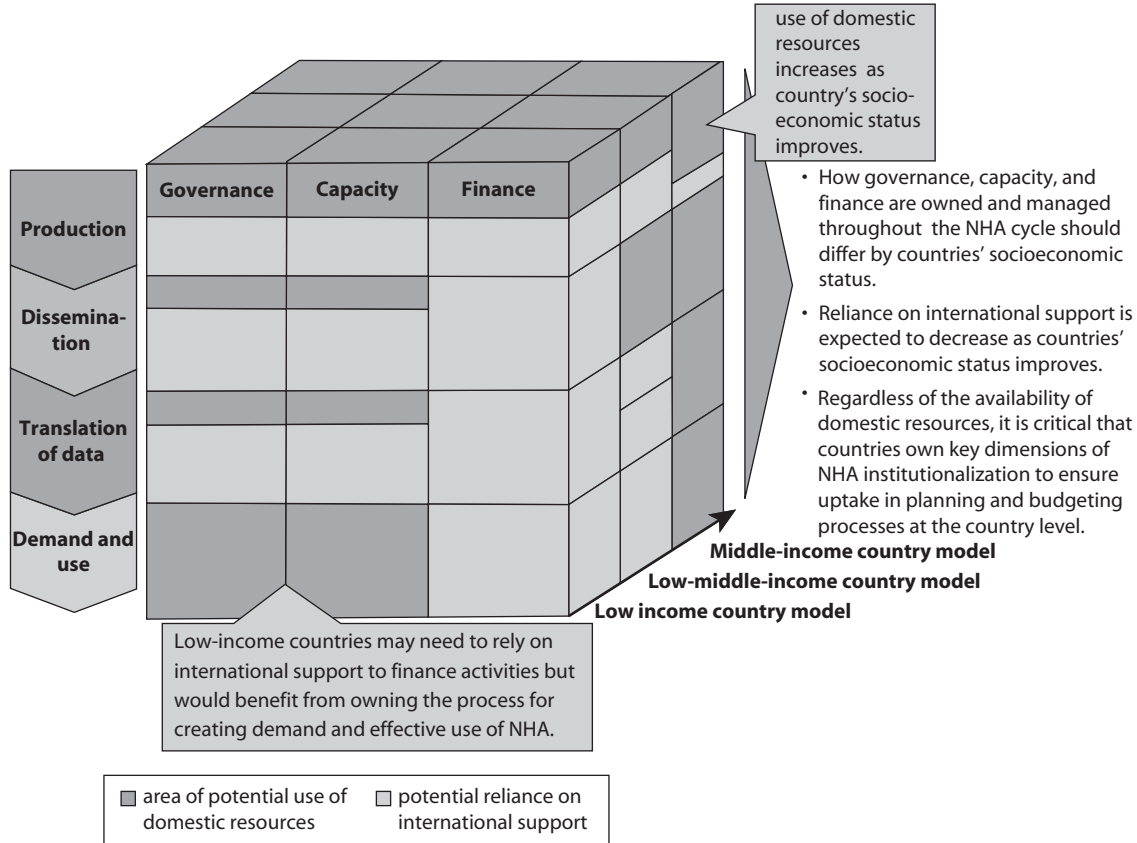 use of domestic
resources
increases as
country's socio-
economic status
improves.
Governance
Capacity
Finance
Production
Dissemina-
tion
Translation
of data
Demand and
use
• How governance, capacity, and
finance are owned and managed
throughout the NHA cycle should
differ by countries' socioeconomic
status.
• Reliance on international support is
expected to decrease as countries'
socioeconomic status improves.
• Regardless of the availability of
domestic resources, it is critical that
countries own key dimensions of
NHA institutionalization to ensure
uptake in planning and budgeting
processes at the country level.
Middle-income country model
Low-middle-income country model
Low income country model
Low-income countries may need to rely on
international support to finance activities but
would benefit from owning the process for
creating demand and effective use of NHA.
area of potential use of
domestic resources
potential reliance on
international support